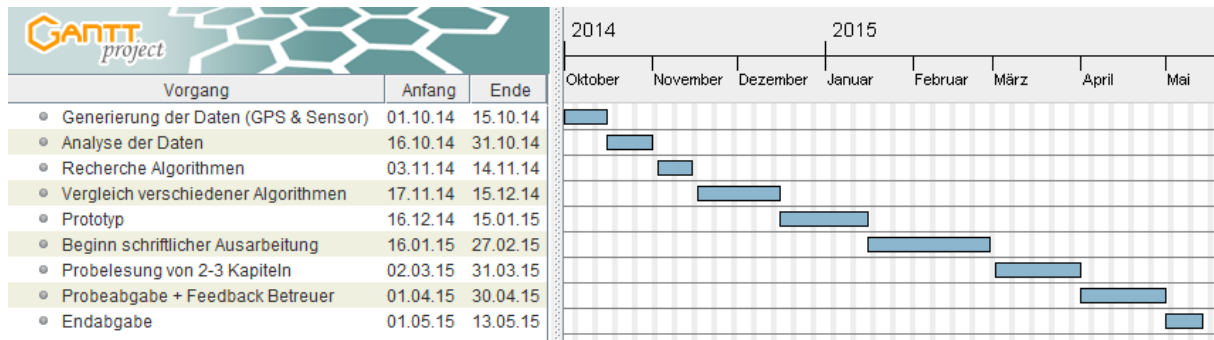 GANTT
project
2014 2015
Oktober November Dezember Januar Februar März April Mai
Vorgang Anfang Ende
Generierung der Daten (GPS & Sensor) 01.10.14 15.10.14
Analyse der Daten 16.10.14 31.10.14
Recherche Algorithmen 03.11.14 14.11.14
Vergleich verschiedener Algorithmen 17.11.14 15.12.14
Prototyp 16.12.14 15.01.15
Beginn schriftlicher Ausarbeitung 16.01.15 27.02.15
Probelesung von 2-3 Kapiteln 02.03.15 31.03.15
Probeabgabe + Feedback Betreuer 01.04.15 30.04.15
Endabgabe 01.05.15 13.05.15